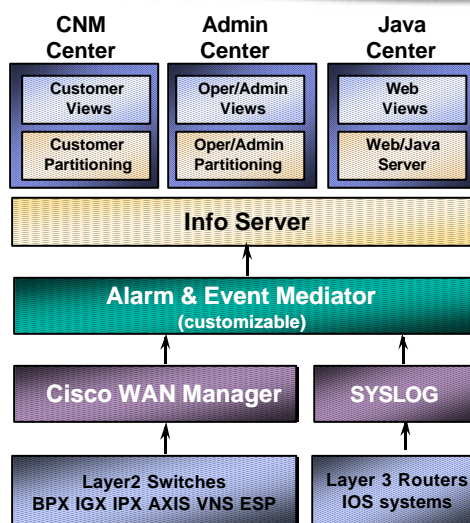 CNM
Center
Admin
Center
Java
Center
Customer
Views
Oper/Admin
Views
Web
Views
Customer
Partitioning
Oper/Admin
Partitioning
Web/Java
Server
Info Server
Alarm & Event Mediator
(customizable)
Cisco WAN Manager
SYSLOG
Layer2 Switches
BPX IGX IPX AXIS VNS ESP
Layer 3 Routers
IOS systems